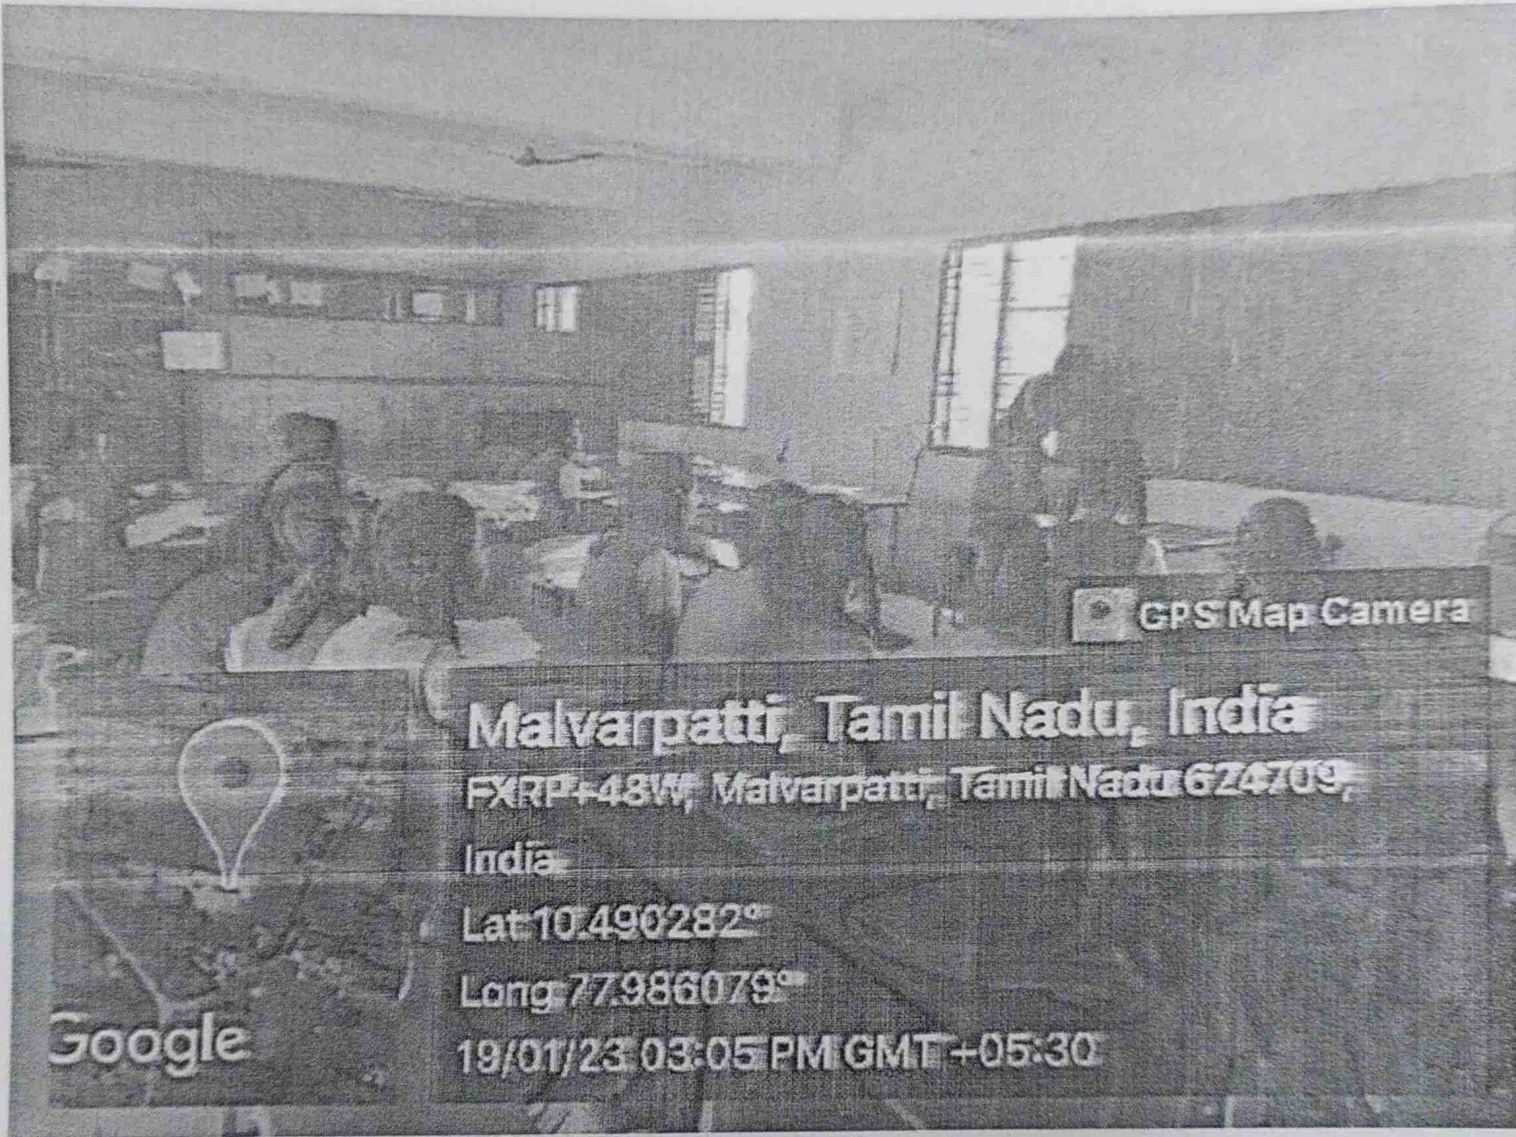 GPS Map Camera
Malvarpatti, Tamil Nadu, India
FXRP+48W, Malvarpatti, Tamil Nadu 624709,
India
Lat 10.490282°
Long 77.986079°
19/01/23 03:05 PM GMT +05:30
Google